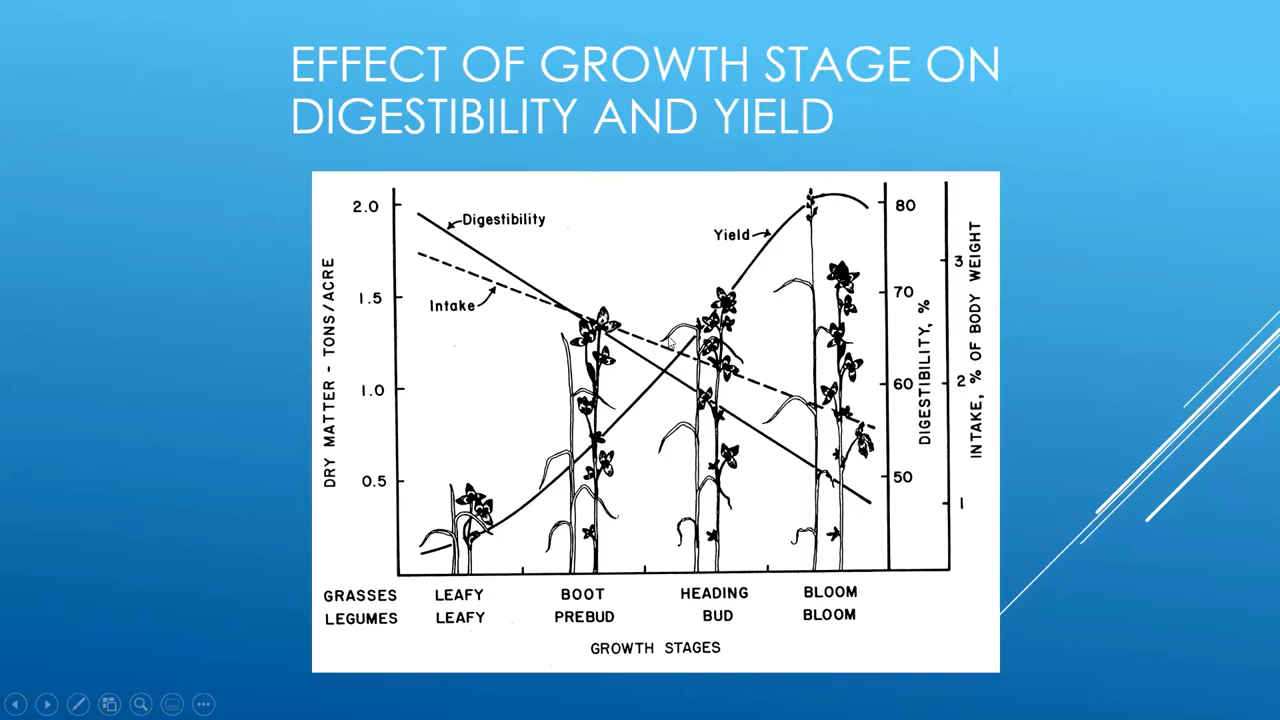 EFFECT OF GROWTH STAGE ON
DIGESTIBILITY AND YIELD
DRY MATTER - TONS/ACRE
2.0
1.5
1.0
0.5
Digestibility
Intake
Yield
80
70
60
50
DIGESTIBILITY, %
3
2
1
INTAKE, % OF BODY WEIGHT
GRASSES LEAFY BOOT HEADING BLOOM
LEGUMES LEAFY PREBUD BUD BLOOM
GROWTH STAGES